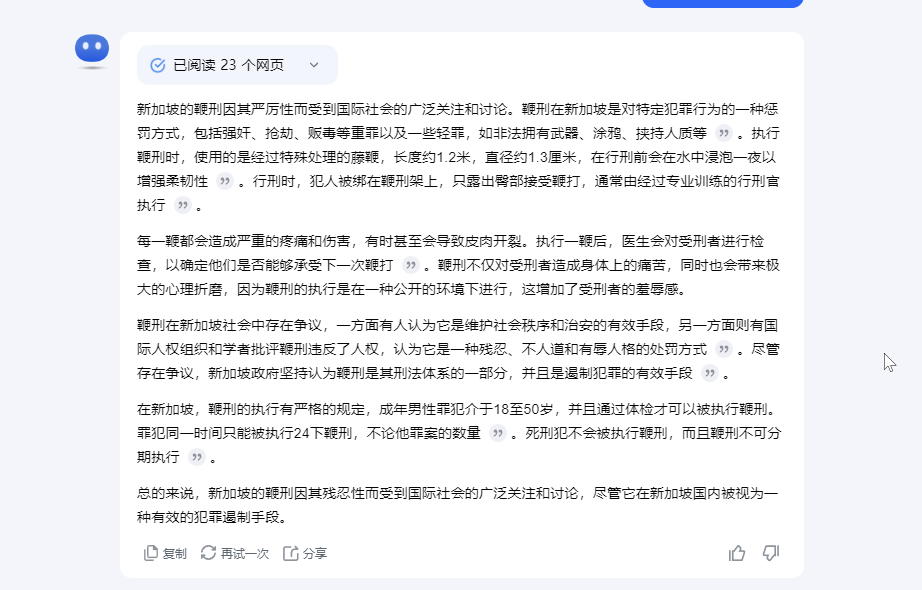 已阅读 23 个网页
新加坡的鞭刑因其严厉性而受到国际社会的广泛关注和讨论。鞭刑在新加坡是对特定犯罪行为的一种惩
罚方式，包括强奸、抢劫、贩毒等重罪以及一些轻罪，如非法拥有武器、涂鸦、挟持人质等 ” 。执行
鞭刑时，使用的是经过特殊处理的藤鞭，长度约1.2米，直径约1.3厘米，在行刑前会在水中浸泡一夜以
增强柔韧性 ” 。行刑时，犯人被绑在鞭刑架上，只露出臀部接受鞭打，通常由经过专业训练的行刑官
执行 ” 。
每一鞭都会造成严重的疼痛和伤害，有时甚至会导致皮肉开裂。执行一鞭后，医生会对受刑者进行检
查，以确定他们是否能够承受下一次鞭打 ” 。鞭刑不仅对受刑者造成身体上的痛苦，同时也会带来极
大的心理折磨，因为鞭刑的执行是在一种公开的环境下进行，这增加了受刑者的羞辱感。
鞭刑在新加坡社会中存在争议，一方面有人认为它是维护社会秩序和治安的有效手段，另一方面则有国
际人权组织和学者批评鞭刑违反了人权，认为它是一种残忍、不人道和有辱人格的处罚方式 ” 。尽管
存在争议，新加坡政府坚持认为鞭刑是其刑法体系的一部分，并且是遏制犯罪的有效手段 ” 。
在新加坡，鞭刑的执行有严格的规定，成年男性罪犯介于18至50岁，并且通过体检才可以被执行鞭刑。
罪犯同一时间只能被执行24下鞭刑，不论他罪案的数量 ” 。死刑犯不会被执行鞭刑，而且鞭刑不可分
期执行 ” 。
总的来说，新加坡的鞭刑因其残忍性而受到国际社会的广泛关注和讨论，尽管它在新加坡国内被视为一
种有效的犯罪遏制手段。
复制 再试一次 分享